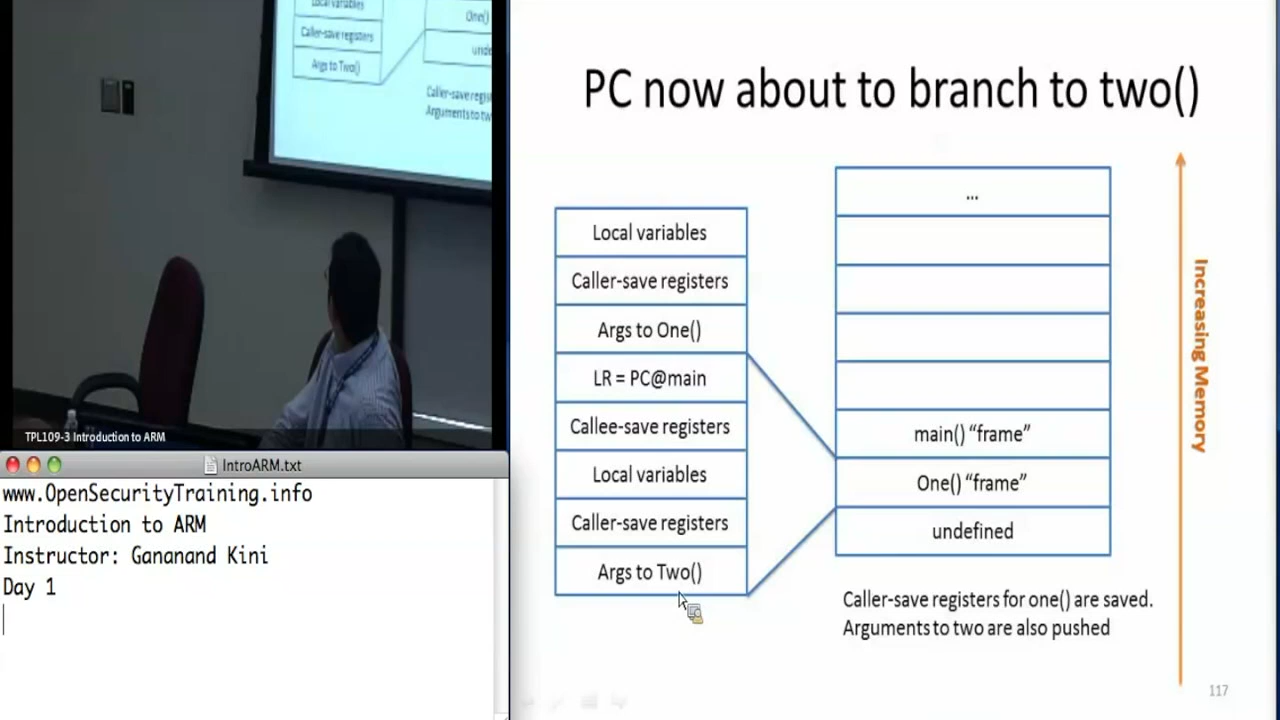 Local variables
Caller-save registers
Args to Two()
One()
unde
Caller-save regis
Arguments to tw
TPL109-3 Introduction to ARM
IntroARM.txt
www.OpenSecurityTraining.info
Introduction to ARM
Instructor: Gananand Kini
Day 1
PC now about to branch to two()
Local variables
Caller-save registers
Args to One()
LR = PC@main
Callee-save registers
Local variables
Caller-save registers
Args to Two()
...
main() “frame”
One() “frame”
undefined
Caller-save registers for one() are saved.
Arguments to two are also pushed
Increasing Memory
117